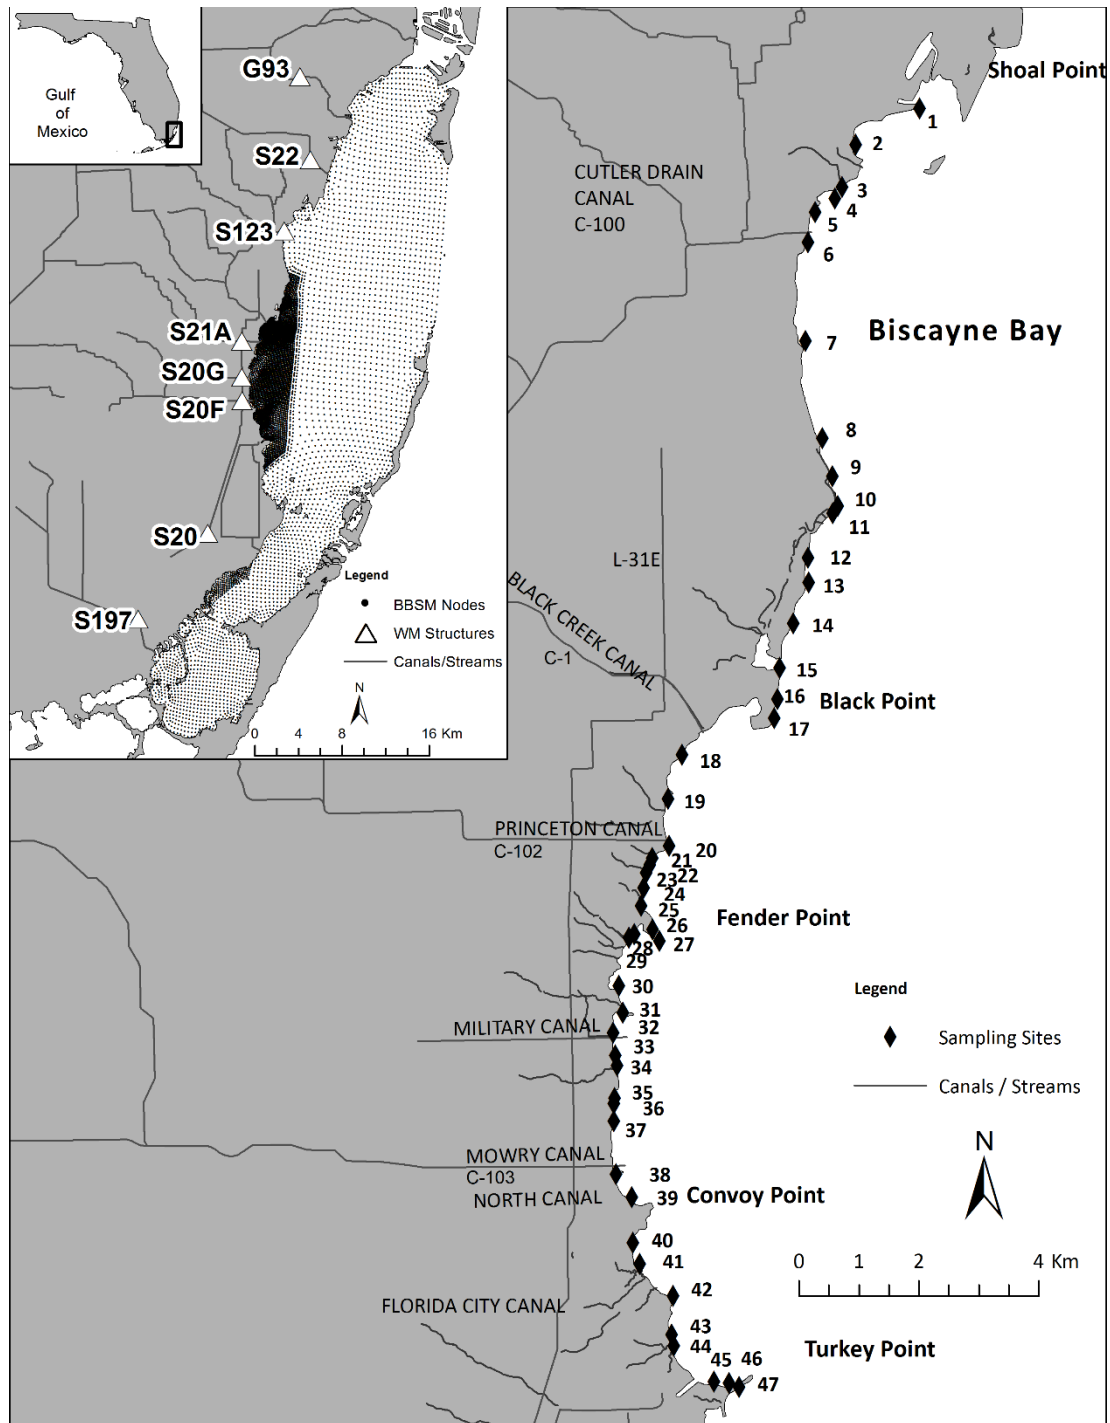 Gulf
of
Mexico
G93
S22
S123
S21A
S20G
S20F
S20
S197
Legend
BBSM Nodes
WM Structures
Canals/Streams
N
0 4 8 16 Km
Shoal Point
1
2
3
4
5
6
CUTLER DRAIN
CANAL
C-100
Biscayne Bay
7
8
9
10
11
12
L-31E
13
BLACK CREEK CANAL
C-1
14
15
16
Black Point
17
18
19
PRINCETON CANAL
C-102
20
21
22
23
24
25
Fender Point
26
27
28
29
30
31
MILITARY CANAL
32
33
34
35
36
37
MOWRY CANAL
C-103
38
NORTH CANAL
39
Convoy Point
40
41
42
FLORIDA CITY CANAL
43
44
Turkey Point
45
46
47
Legend
Sampling Sites
Canals / Streams
N
0 1 2 4 Km